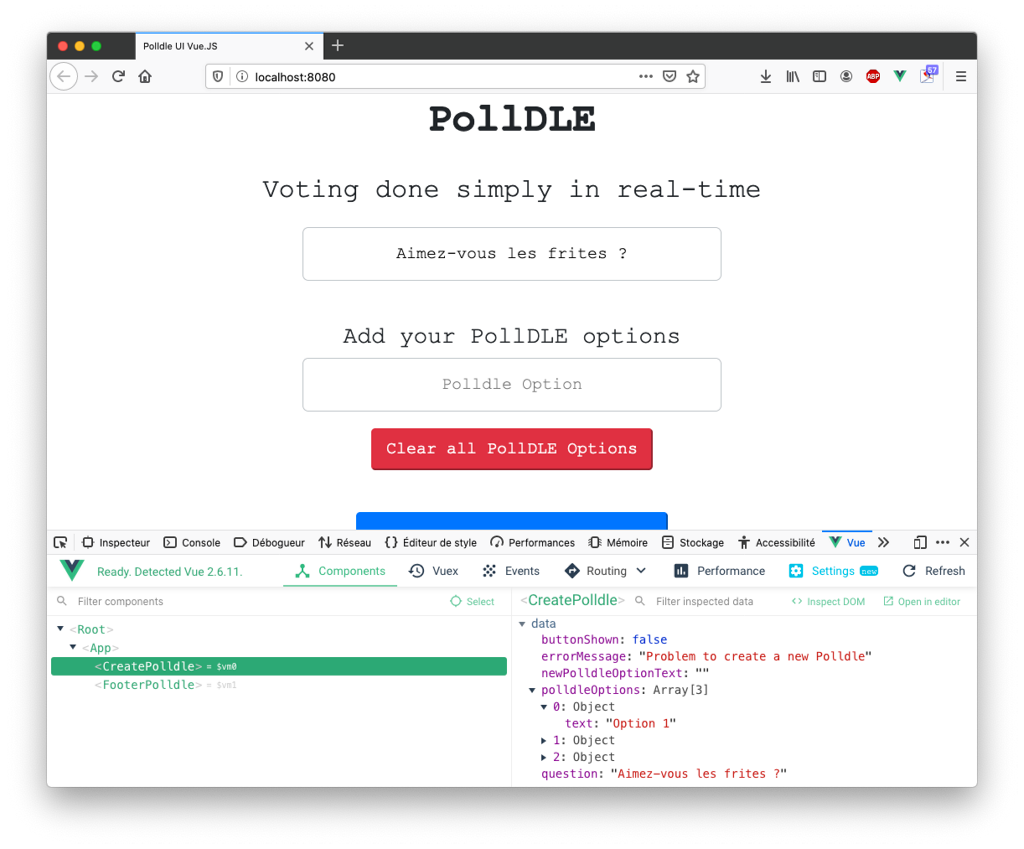 Polldle UI Vue.JS
localhost:8080
ABP
57
PollDLE
Voting done simply in real-time
Aimez-vous les frites ?
Add your PollDLE options
Polldle Option
Clear all PollDLE Options
Inspecteur Console Débogueur Réseau Éditeur de style Performances Mémoire Stockage Accessibilité Vue
Ready. Detected Vue 2.6.11. Components Vuex Events Routing Performance Settings new Refresh
Filter components Select
<Root>
<App>
<CreatePolldle> = $vm0
<FooterPolldle> = $vm1
<CreatePolldle> Filter inspected data Inspect DOM Open in editor
data
buttonShown: false
errorMessage: "Problem to create a new Polldle"
newPolldleOptionText: ""
polldleOptions: Array[3]
0: Object
text: "Option 1"
1: Object
2: Object
question: "Aimez-vous les frites ?"